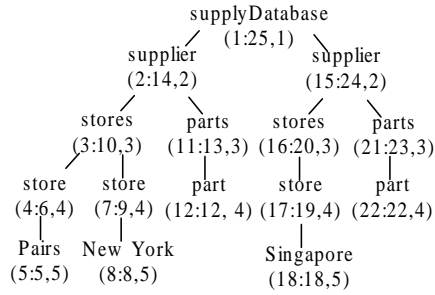 supplyDatabase
(1:25,1)
supplier supplier
(2:14,2) (15:24,2)
stores parts stores parts
(3:10,3) (11:13,3) (16:20,3) (21:23,3)
store store part store part
(4:6,4) (7:9,4) (12:12, 4) (17:19,4) (22:22,4)
Pairs New York Singapore
(5:5,5) (8:8,5) (18:18,5)